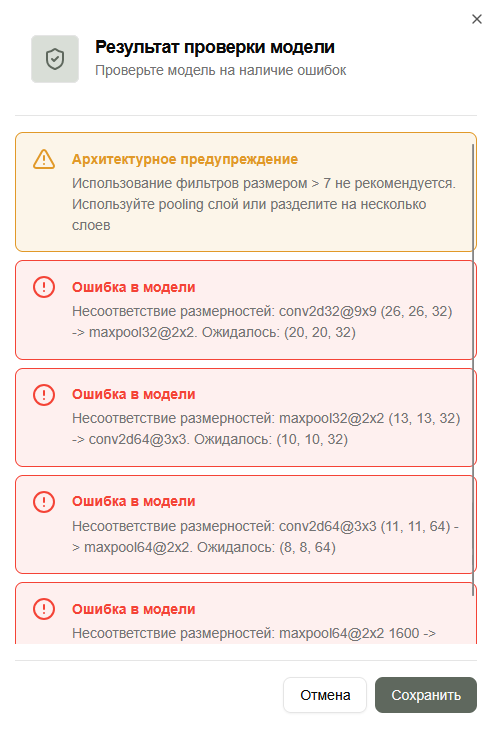 Результат проверки модели
Проверьте модель на наличие ошибок
Архитектурное предупреждение
Использование фильтров размером > 7 не рекомендуется.
Используйте pooling слой или разделите на несколько
слоев
Ошибка в модели
Несоответствие размерностей: conv2d32@9x9 (26, 26, 32)
-> maxpool32@2x2. Ожидалось: (20, 20, 32)
Ошибка в модели
Несоответствие размерностей: maxpool32@2x2 (13, 13, 32)
-> conv2d64@3x3. Ожидалось: (10, 10, 32)
Ошибка в модели
Несоответствие размерностей: conv2d64@3x3 (11, 11, 64) -
> maxpool64@2x2. Ожидалось: (8, 8, 64)
Ошибка в модели
Несоответствие размерностей: maxpool64@2x2 1600 ->
Отмена
Сохранить